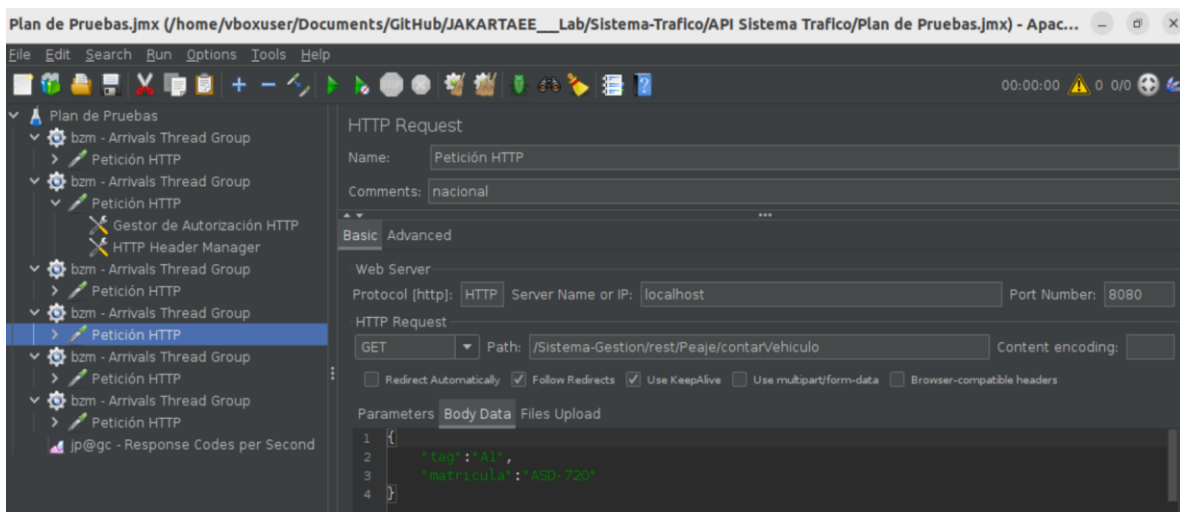 Plan de Pruebas.jmx (/home/vboxuser/Documents/GitHub/JAKARTAEE___Lab/Sistema-Trafico/API Sistema Trafico/Plan de Pruebas.jmx) - Apac...
File Edit Search Run Options Tools Help
00:00:00 0 0/0
Plan de Pruebas
bzm - Arrivals Thread Group
Petición HTTP
bzm - Arrivals Thread Group
Petición HTTP
Gestor de Autorización HTTP
HTTP Header Manager
bzm - Arrivals Thread Group
Petición HTTP
bzm - Arrivals Thread Group
Petición HTTP
bzm - Arrivals Thread Group
Petición HTTP
bzm - Arrivals Thread Group
Petición HTTP
jp@gc - Response Codes per Second
HTTP Request
Name: Petición HTTP
Comments: nacional
Basic Advanced
Web Server
Protocol [http]: HTTP Server Name or IP: localhost Port Number: 8080
HTTP Request
GET Path: /Sistema-Gestion/rest/Peaje/contarVehiculo Content encoding:
Redirect Automatically Follow Redirects Use KeepAlive Use multipart/form-data Browser-compatible headers
Parameters Body Data Files Upload
1 {
2 "tag":"A1",
3 "matricula":"ASD-720"
4 }